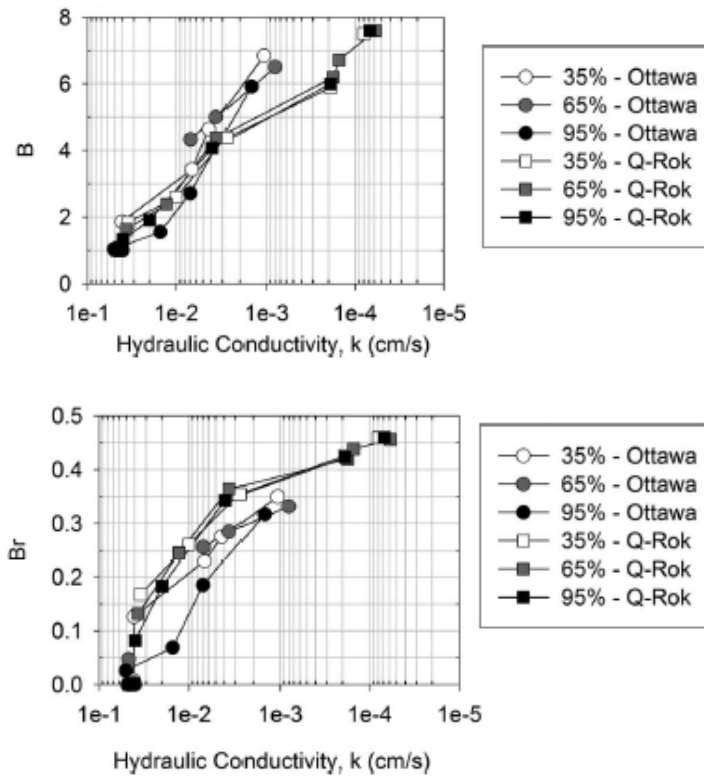 8
6
4
2
0
B
1e-1 1e-2 1e-3 1e-4 1e-5
Hydraulic Conductivity, k (cm/s)
35% - Ottawa
65% - Ottawa
95% - Ottawa
35% - Q-Rok
65% - Q-Rok
95% - Q-Rok
0.5
0.4
0.3
0.2
0.1
0.0
Br
1e-1 1e-2 1e-3 1e-4 1e-5
Hydraulic Conductivity, k (cm/s)
35% - Ottawa
65% - Ottawa
95% - Ottawa
35% - Q-Rok
65% - Q-Rok
95% - Q-Rok